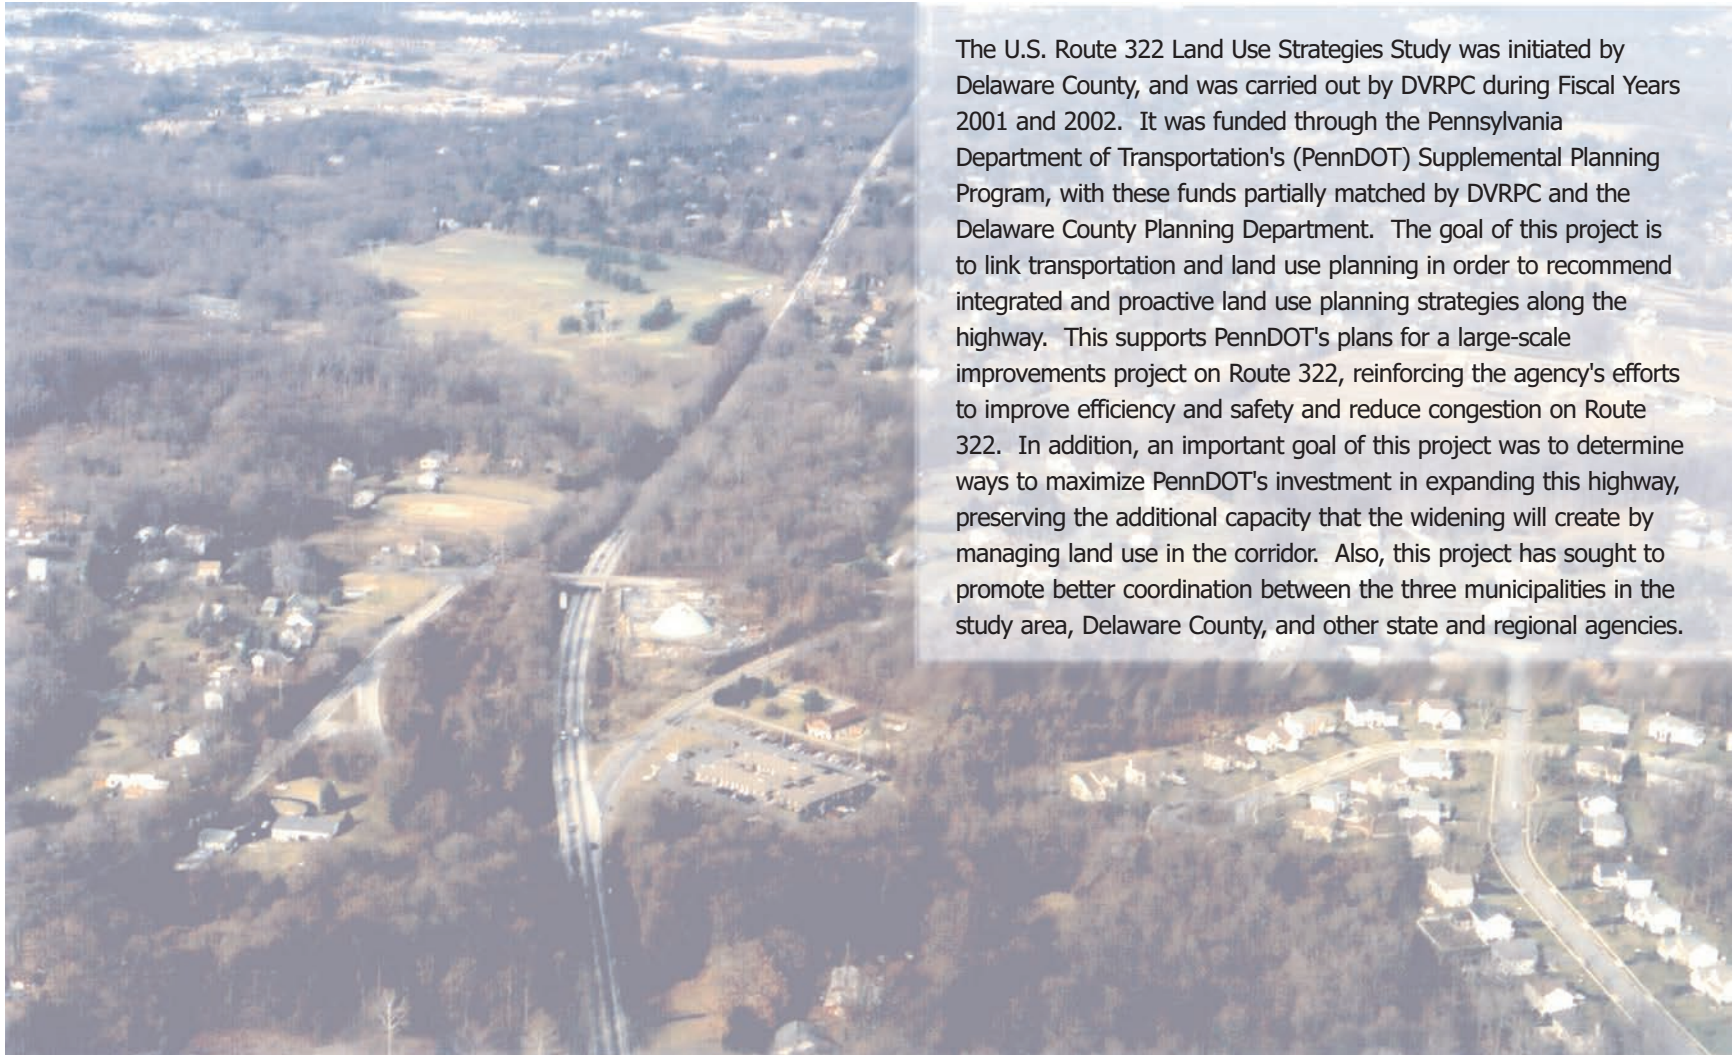 The U.S. Route 322 Land Use Strategies Study was initiated by
Delaware County, and was carried out by DVRPC during Fiscal Years
2001 and 2002.  It was funded through the Pennsylvania
Department of Transportation's (PennDOT) Supplemental Planning
Program, with these funds partially matched by DVRPC and the
Delaware County Planning Department.  The goal of this project is
to link transportation and land use planning in order to recommend
integrated and proactive land use planning strategies along the
highway.  This supports PennDOT's plans for a large-scale
improvements project on Route 322, reinforcing the agency's efforts
to improve efficiency and safety and reduce congestion on Route
322.  In addition, an important goal of this project was to determine
ways to maximize PennDOT's investment in expanding this highway,
preserving the additional capacity that the widening will create by
managing land use in the corridor.  Also, this project has sought to
promote better coordination between the three municipalities in the
study area, Delaware County, and other state and regional agencies.